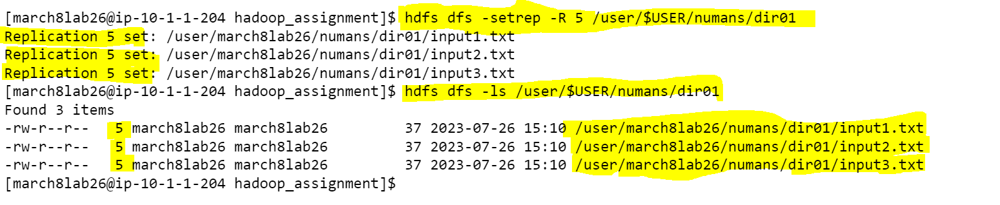 [march8lab26@ip-10-1-1-204 hadoop_assignment]$ hdfs dfs -setrep -R 5 /user/$USER/numans/dir01
Replication 5 set: /user/march8lab26/numans/dir01/input1.txt
Replication 5 set: /user/march8lab26/numans/dir01/input2.txt
Replication 5 set: /user/march8lab26/numans/dir01/input3.txt
[march8lab26@ip-10-1-1-204 hadoop_assignment]$ hdfs dfs -ls /user/$USER/numans/dir01
Found 3 items
-rw-r--r--   5 march8lab26 march8lab26         37 2023-07-26 15:10 /user/march8lab26/numans/dir01/input1.txt
-rw-r--r--   5 march8lab26 march8lab26         37 2023-07-26 15:10 /user/march8lab26/numans/dir01/input2.txt
-rw-r--r--   5 march8lab26 march8lab26         37 2023-07-26 15:10 /user/march8lab26/numans/dir01/input3.txt
[march8lab26@ip-10-1-1-204 hadoop_assignment]$